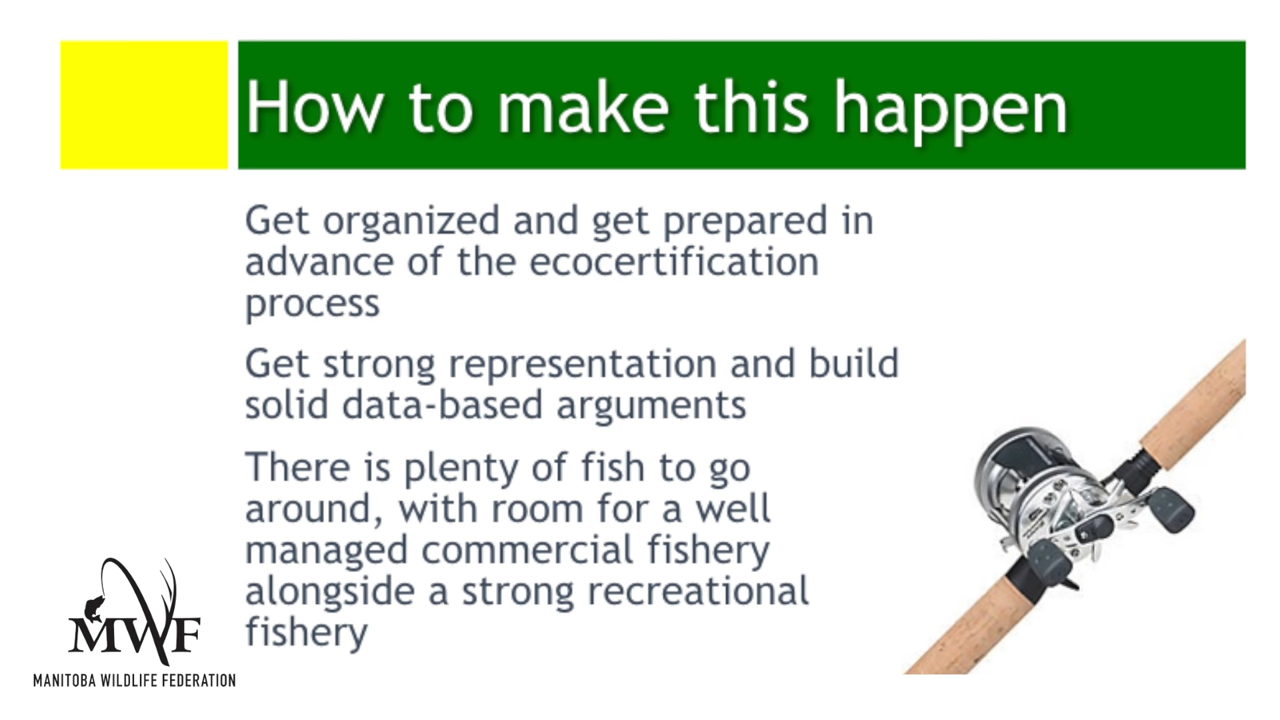 How to make this happen
Get organized and get prepared in
advance of the ecocertification
process
Get strong representation and build
solid data-based arguments
There is plenty of fish to go
around, with room for a well
managed commercial fishery
alongside a strong recreational
fishery
MWF
MANITOBA WILDLIFE FEDERATION